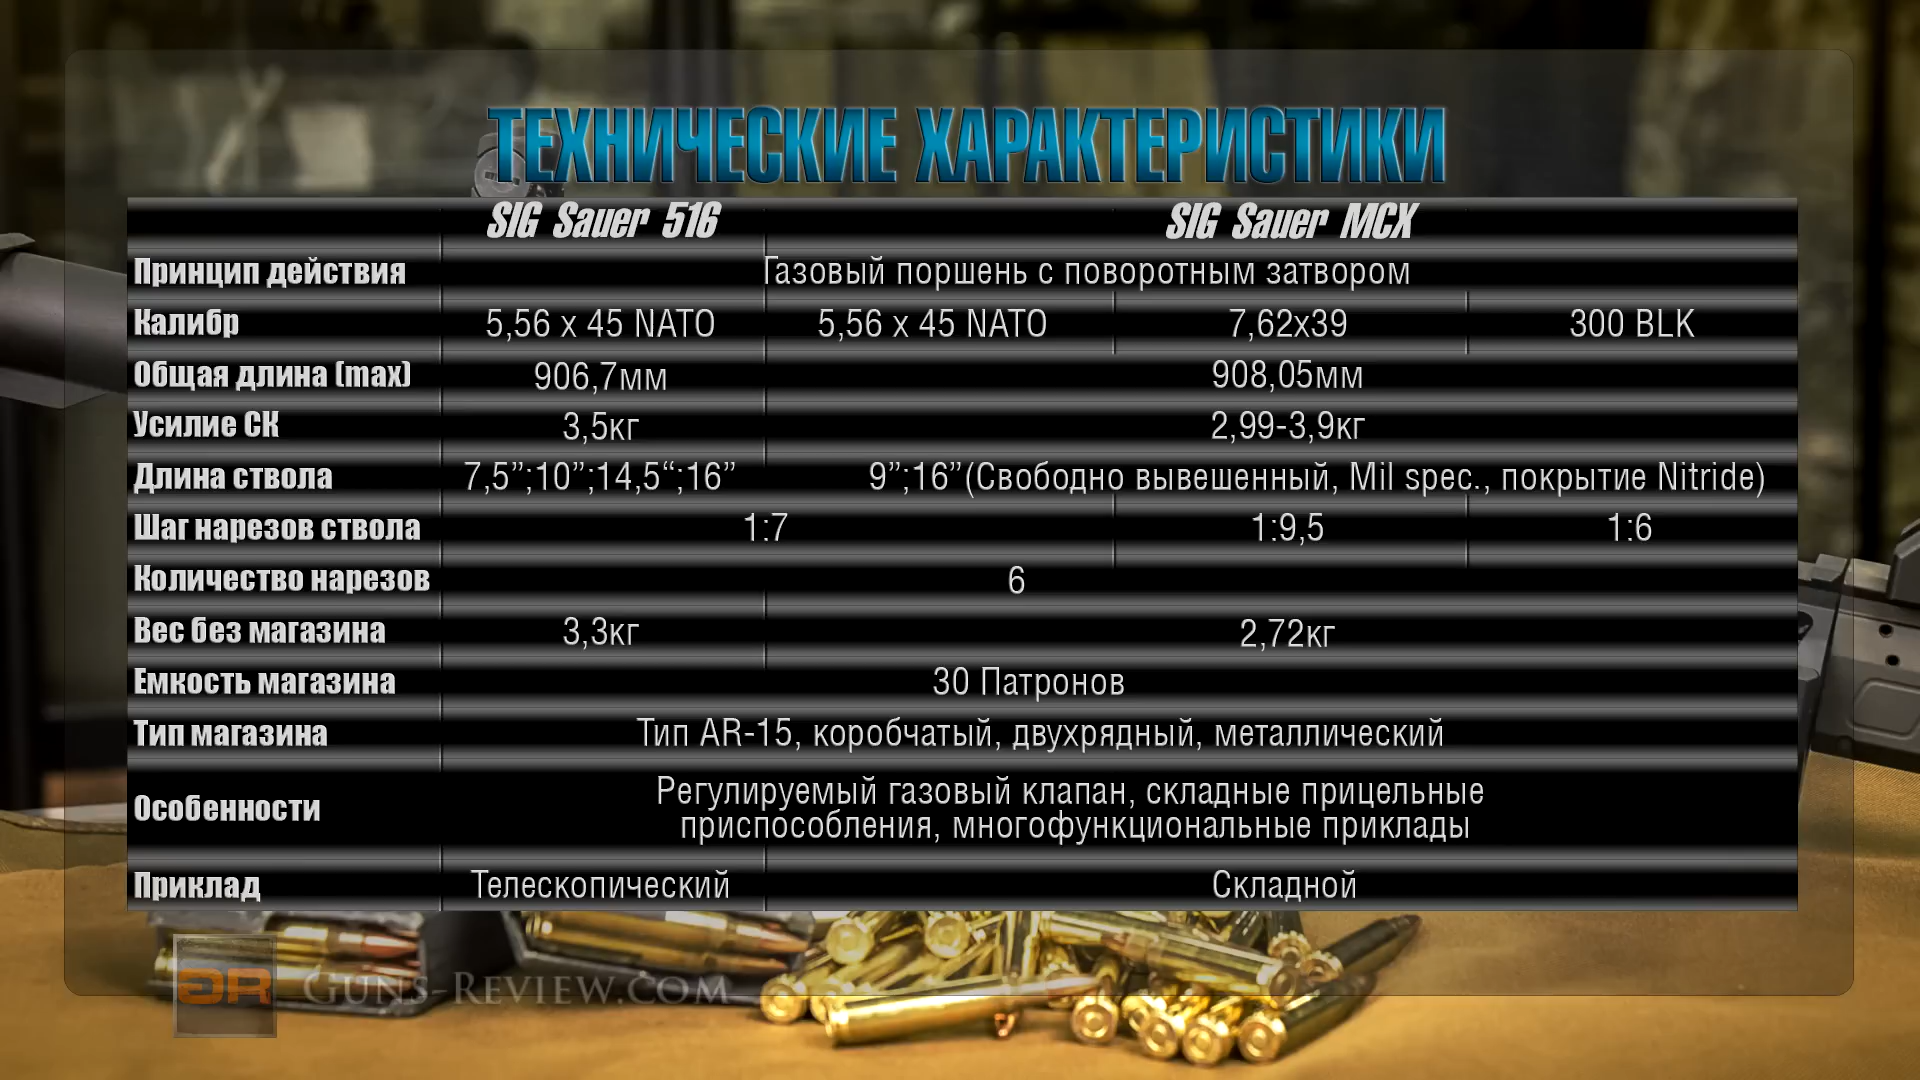 ТЕХНИЧЕСКИЕ ХАРАКТЕРИСТИКИ
SIG Sauer 516 SIG Sauer MCX
Принцип действия Газовый поршень с поворотным затвором
Калибр 5,56 x 45 NATO 5,56 x 45 NATO 7,62x39 300 BLK
Общая длина (max) 906,7мм 908,05мм
Усилие СК 3,5кг 2,99-3,9кг
Длина ствола 7,5”;10”;14,5“;16” 9”;16”(Свободно вывешенный, Mil spec., покрытие Nitride)
Шаг нарезов ствола 1:7 1:9,5 1:6
Количество нарезов 6
Вес без магазина 3,3кг 2,72кг
Емкость магазина 30 Патронов
Тип магазина Тип AR-15, коробчатый, двухрядный, металлический
Особенности Регулируемый газовый клапан, складные прицельные
приспособления, многофункциональные приклады
Приклад Телескопический Складной
GR Guns-Review.com